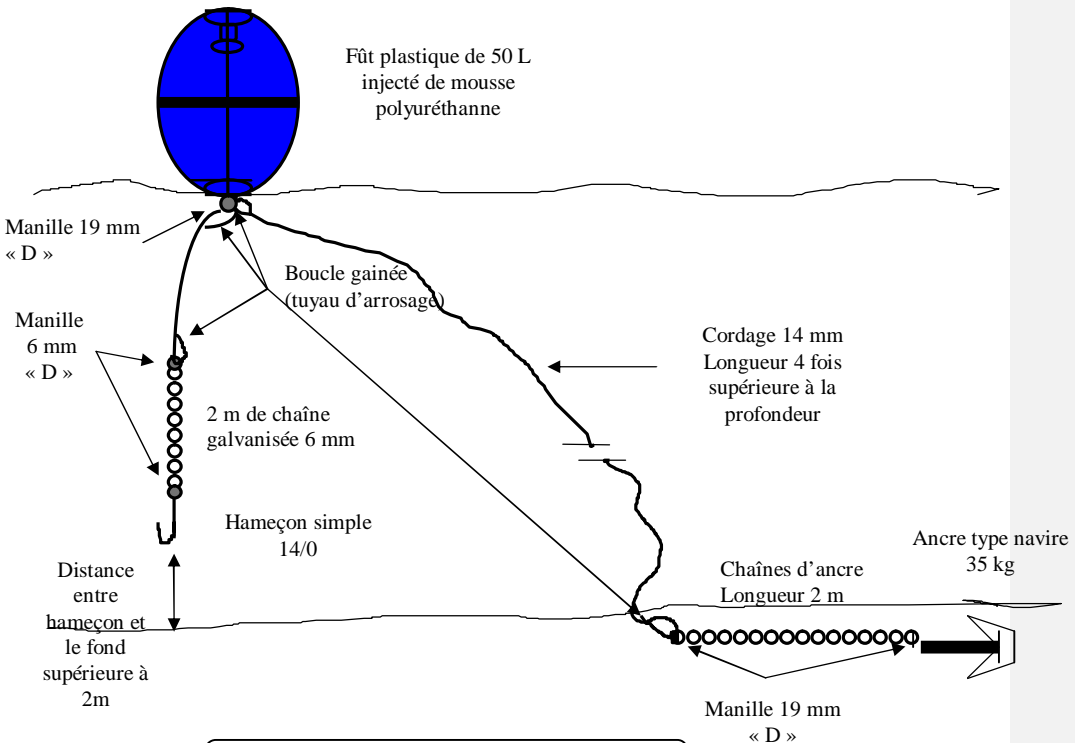 Fût plastique de 50 L
injecté de mousse
polyuréthanne
Manille 19 mm
« D »
Boucle gainée
(tuyau d’arrosage)
Manille
6 mm
« D »
Cordage 14 mm
Longueur 4 fois
supérieure à la
profondeur
2 m de chaîne
galvanisée 6 mm
Hameçon simple
14/0
Distance
entre
hameçon et
le fond
supérieure à
2m
Chaînes d’ancre
Longueur 2 m
Ancre type navire
35 kg
Manille 19 mm
« D »